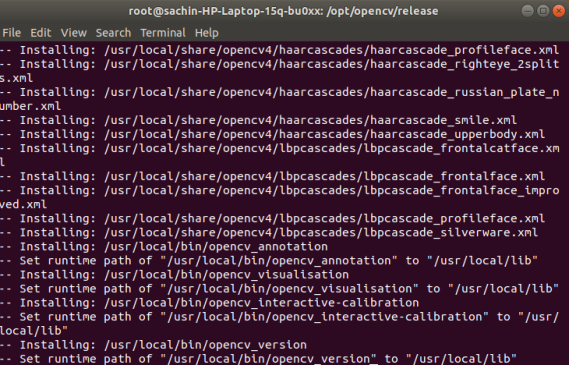 root@sachin-HP-Laptop-15q-bu0xx: /opt/opencv/release
File Edit View Search Terminal Help
-- Installing: /usr/local/share/opencv4/haarcascades/haarcascade_profileface.xml
-- Installing: /usr/local/share/opencv4/haarcascades/haarcascade_righteye_2split
s.xml
-- Installing: /usr/local/share/opencv4/haarcascades/haarcascade_russian_plate_n
umber.xml
-- Installing: /usr/local/share/opencv4/haarcascades/haarcascade_smile.xml
-- Installing: /usr/local/share/opencv4/haarcascades/haarcascade_upperbody.xml
-- Installing: /usr/local/share/opencv4/lbpcascades/lbpcascade_frontalcatface.xm
l
-- Installing: /usr/local/share/opencv4/lbpcascades/lbpcascade_frontalface.xml
-- Installing: /usr/local/share/opencv4/lbpcascades/lbpcascade_frontalface_impro
ved.xml
-- Installing: /usr/local/share/opencv4/lbpcascades/lbpcascade_profileface.xml
-- Installing: /usr/local/share/opencv4/lbpcascades/lbpcascade_silverware.xml
-- Installing: /usr/local/bin/opencv_annotation
-- Set runtime path of "/usr/local/bin/opencv_annotation" to "/usr/local/lib"
-- Installing: /usr/local/bin/opencv_visualisation
-- Set runtime path of "/usr/local/bin/opencv_visualisation" to "/usr/local/lib"
-- Installing: /usr/local/bin/opencv_interactive-calibration
-- Set runtime path of "/usr/local/bin/opencv_interactive-calibration" to "/usr/
local/lib"
-- Installing: /usr/local/bin/opencv_version
-- Set runtime path of "/usr/local/bin/opencv_version" to "/usr/local/lib"